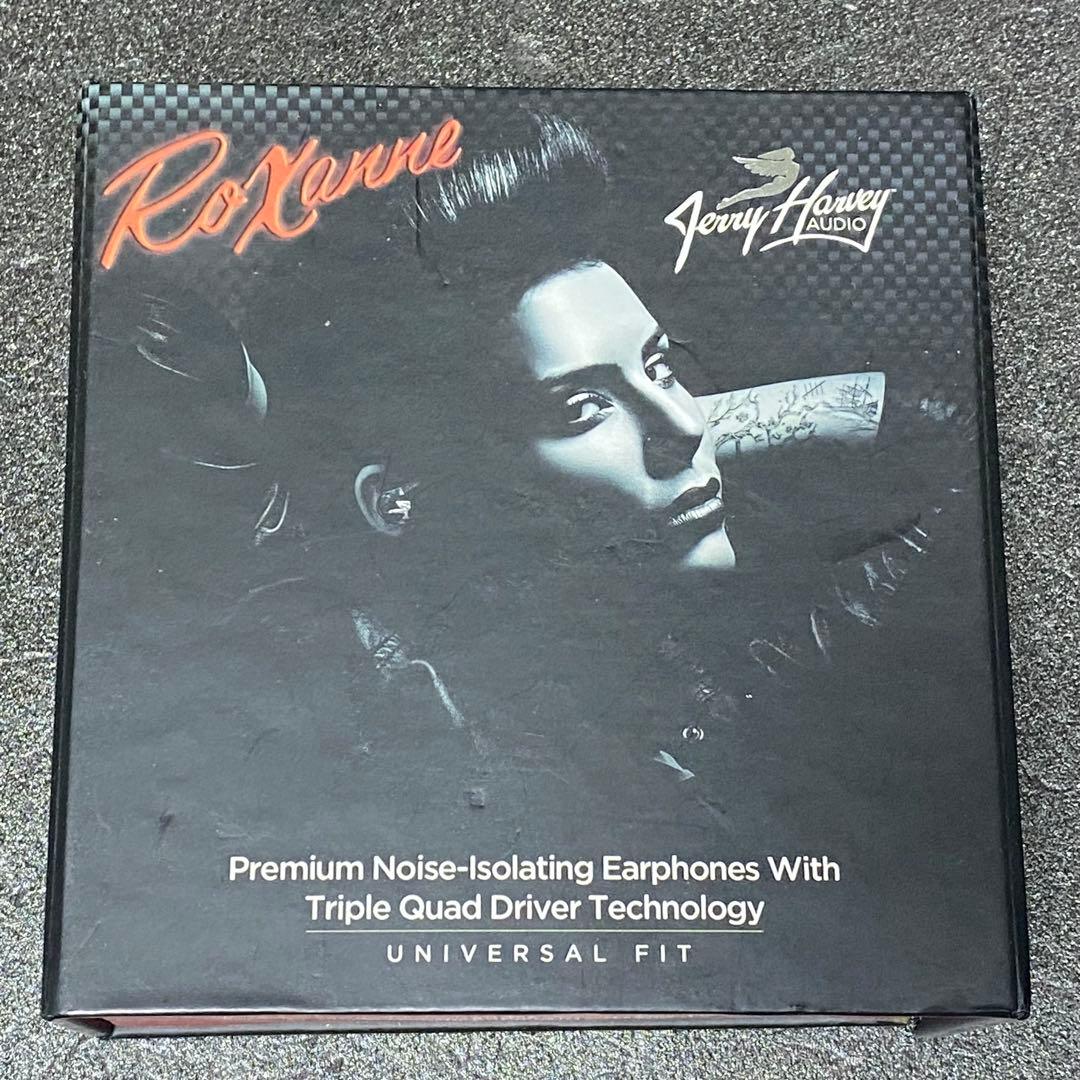 Roxanne
Jerry Harvey
AUDIO
Premium Noise-Isolating Earphones With
Triple Quad Driver Technology
UNIVERSAL FIT